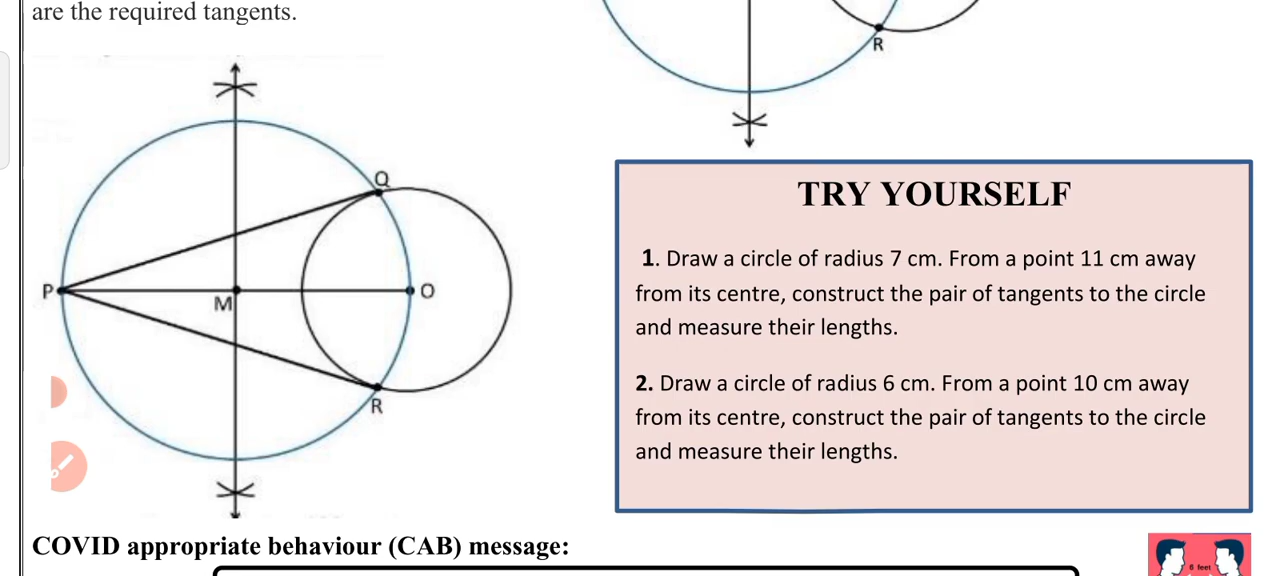 are the required tangents.
R
Q
P
M
O
R
TRY YOURSELF
1. Draw a circle of radius 7 cm. From a point 11 cm away
from its centre, construct the pair of tangents to the circle
and measure their lengths.
2. Draw a circle of radius 6 cm. From a point 10 cm away
from its centre, construct the pair of tangents to the circle
and measure their lengths.
COVID appropriate behaviour (CAB) message:
6 feet